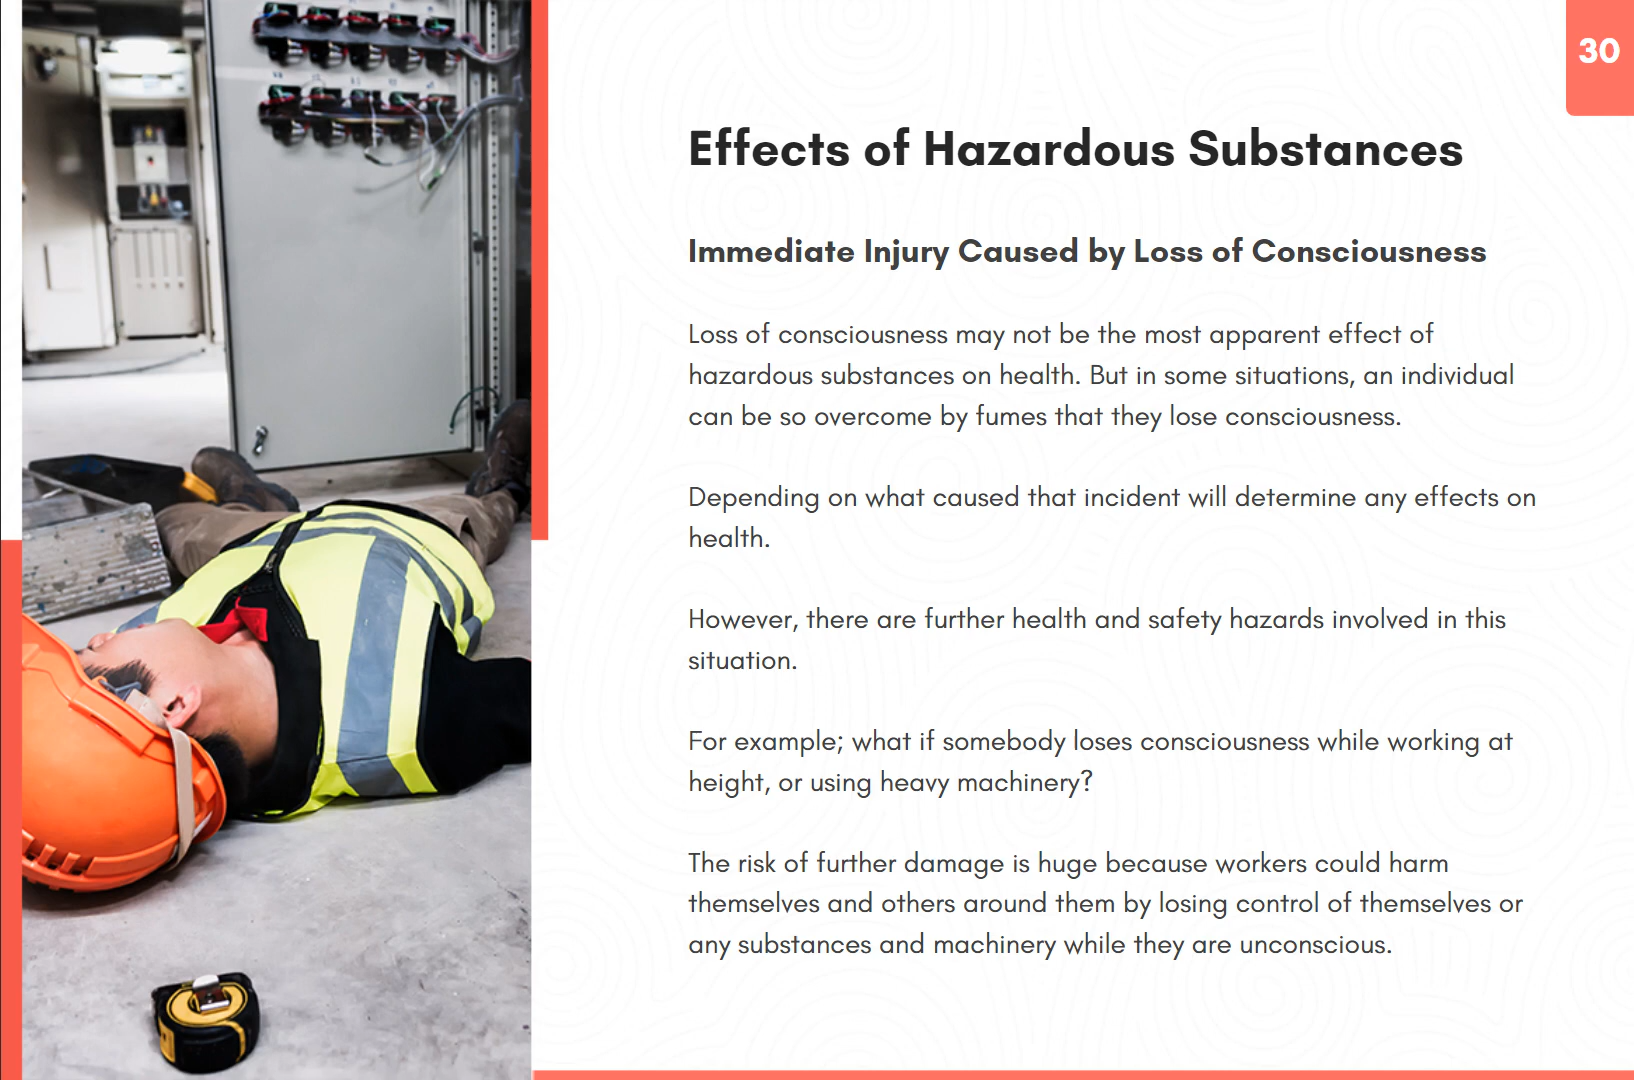 30
Effects of Hazardous Substances
Immediate Injury Caused by Loss of Consciousness
Loss of consciousness may not be the most apparent effect of
hazardous substances on health. But in some situations, an individual
can be so overcome by fumes that they lose consciousness.
Depending on what caused that incident will determine any effects on
health.
However, there are further health and safety hazards involved in this
situation.
For example; what if somebody loses consciousness while working at
height, or using heavy machinery?
The risk of further damage is huge because workers could harm
themselves and others around them by losing control of themselves or
any substances and machinery while they are unconscious.